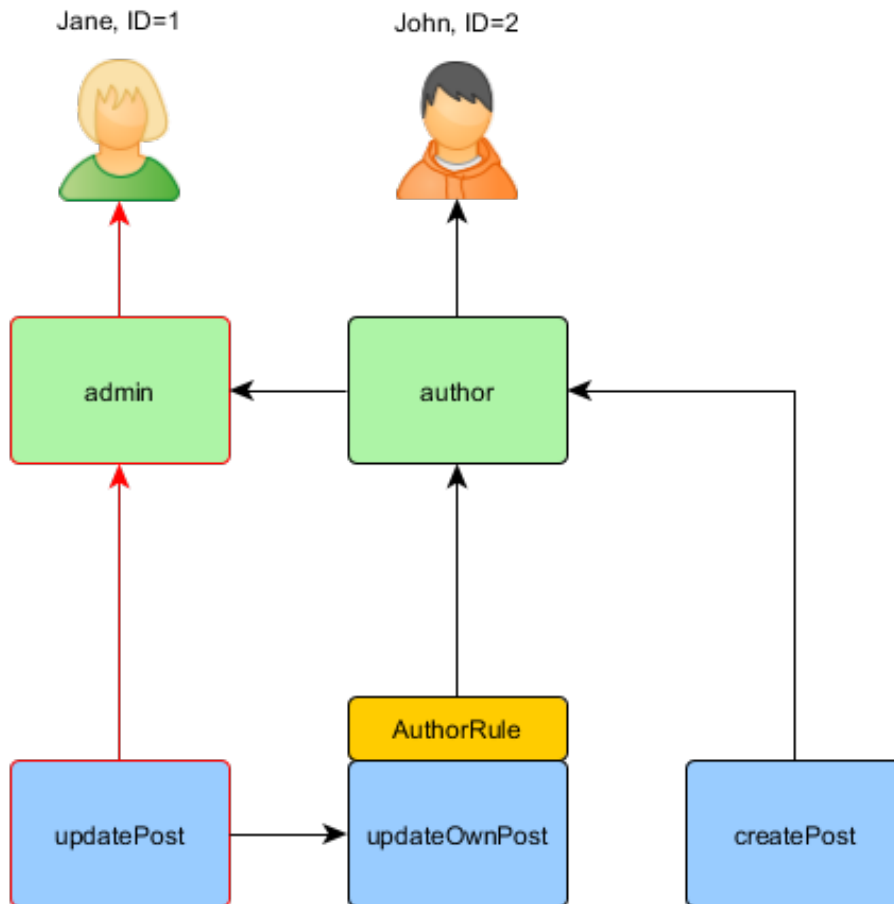 Jane, ID=1
John, ID=2
admin
author
AuthorRule
updatePost
updateOwnPost
createPost